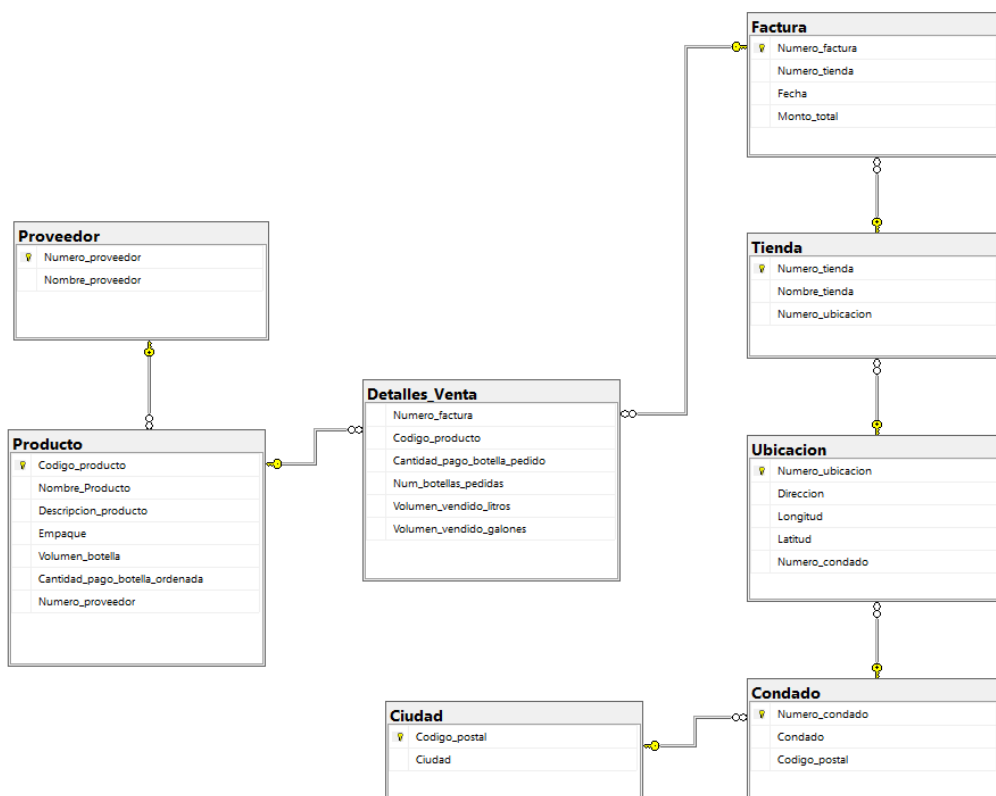 Factura
Numero_factura
Numero_tienda
Fecha
Monto_total
Proveedor
Numero_proveedor
Nombre_proveedor
Tienda
Numero_tienda
Nombre_tienda
Numero_ubicacion
Detalles_Venta
Numero_factura
Codigo_producto
Cantidad_pago_botella_pedido
Num_botellas_pedidas
Volumen_vendido_litros
Volumen_vendido_galones
Producto
Codigo_producto
Nombre_Producto
Descripcion_producto
Empaque
Volumen_botella
Cantidad_pago_botella_ordenada
Numero_proveedor
Ubicacion
Numero_ubicacion
Direccion
Longitud
Latitud
Numero_condado
Ciudad
Codigo_postal
Ciudad
Condado
Numero_condado
Condado
Codigo_postal